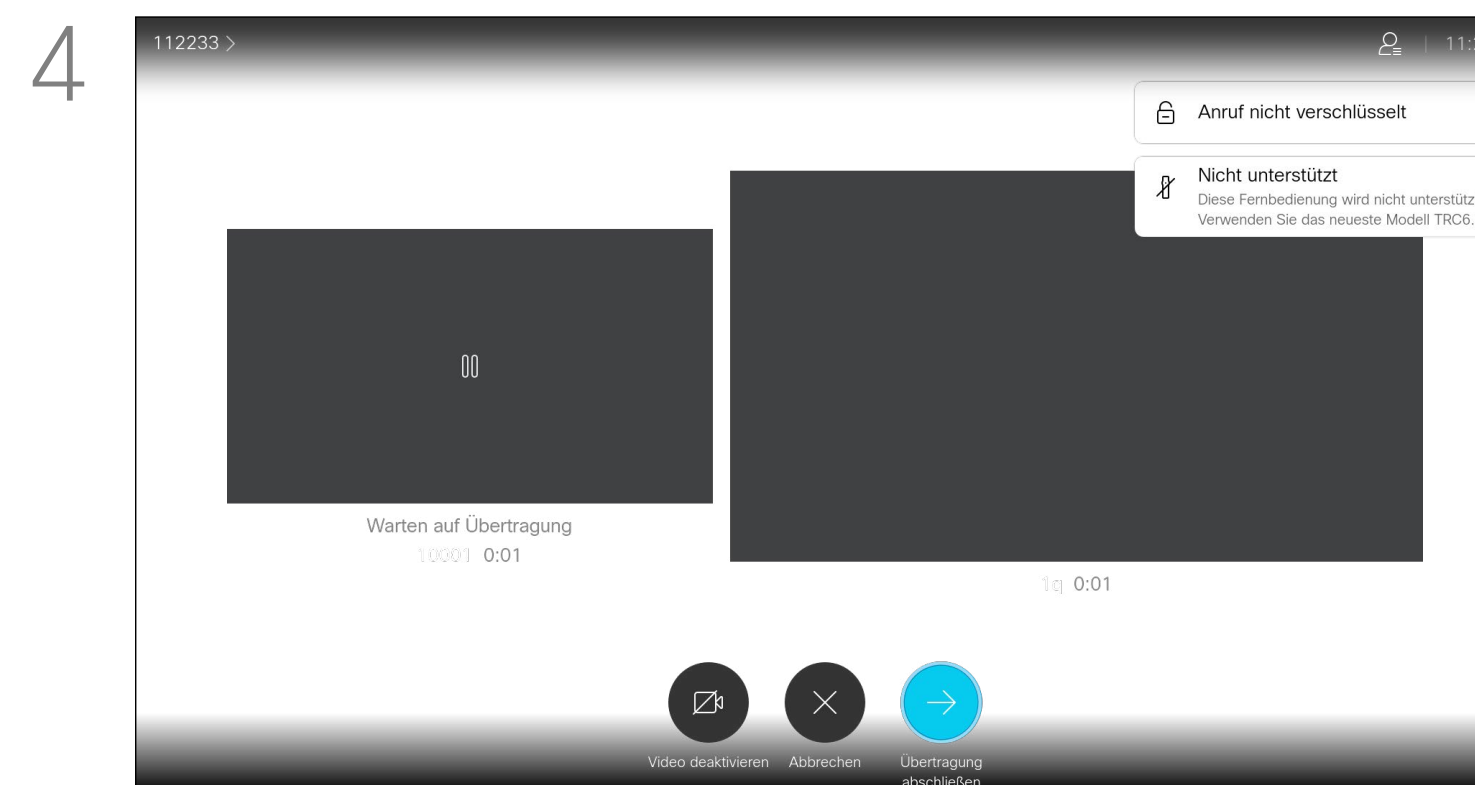 4
112233 >
Anruf nicht verschlüsselt
Nicht unterstützt
Diese Fernbedienung wird nicht unterstütz
Verwenden Sie das neueste Modell TRC6.
Warten auf Übertragung
10001 0:01
1q 0:01
Video deaktivieren
Abbrechen
Übertragung
abschließen